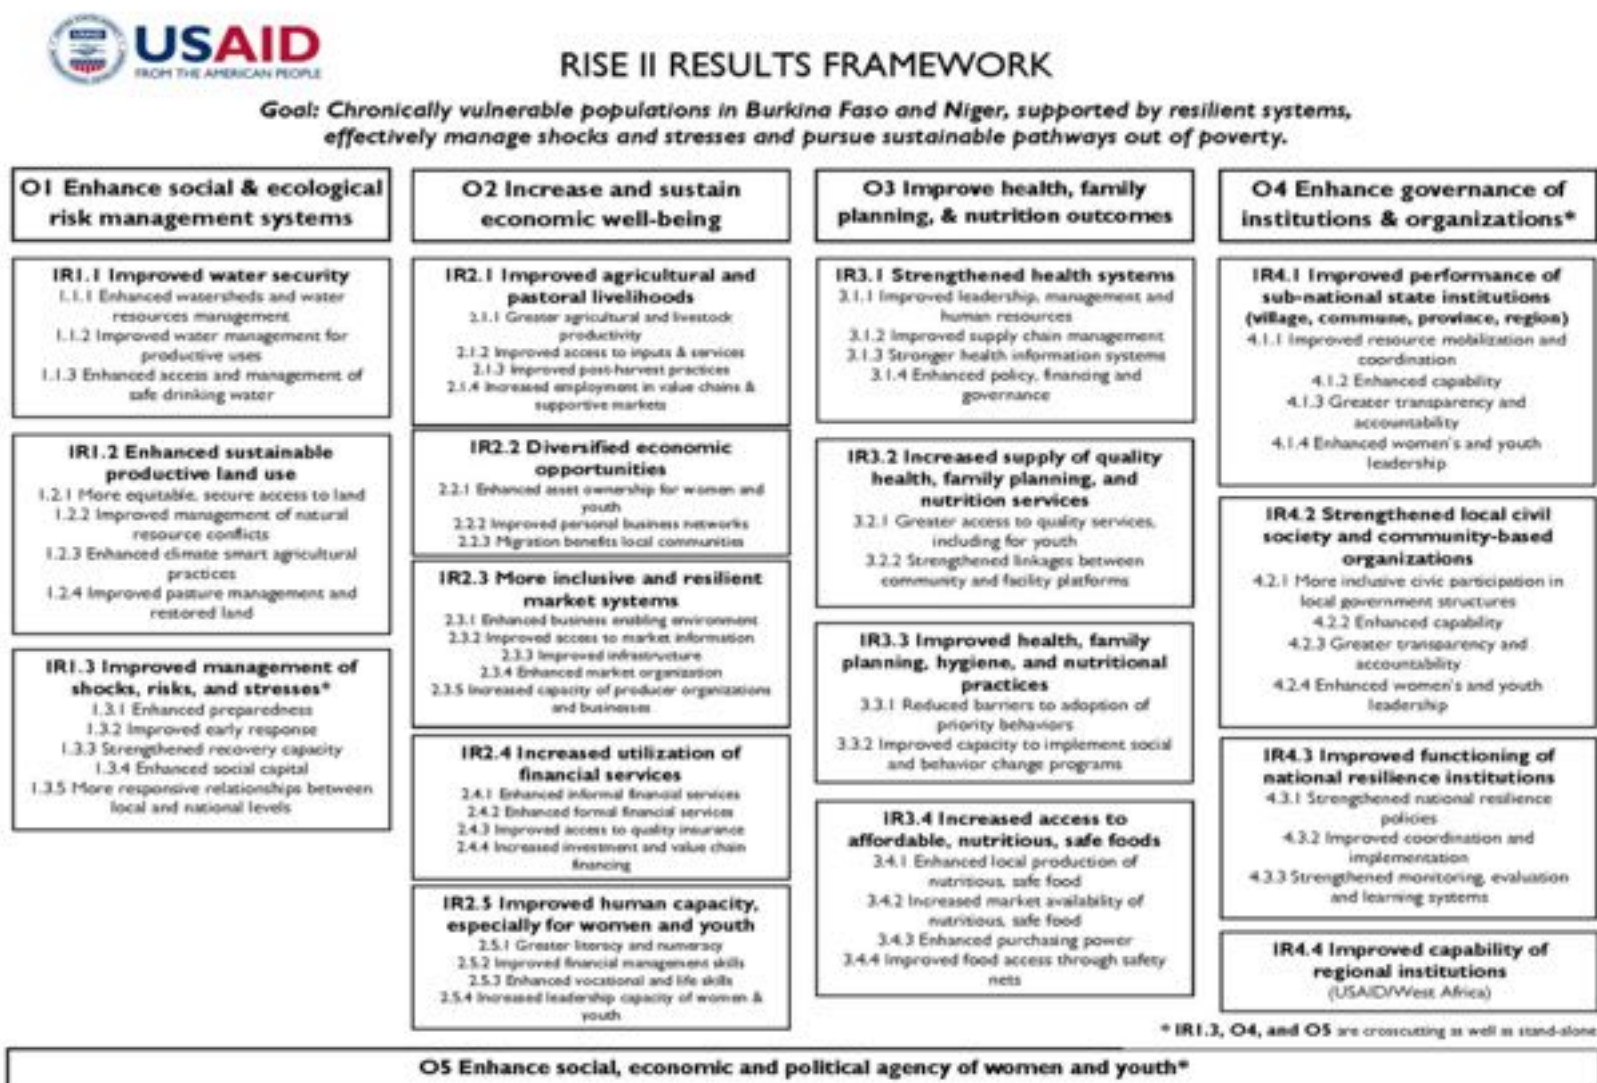 USAID
FROM THE AMERICAN PEOPLE
RISE II RESULTS FRAMEWORK
Goal: Chronically vulnerable populations in Burkina Faso and Niger, supported by resilient systems,
effectively manage shocks and stresses and pursue sustainable pathways out of poverty.
O1 Enhance social & ecological
risk management systems
IR1.1 Improved water security
1.1.1 Enhanced watersheds and water
resources management
1.1.2 Improved water management for
productive uses
1.1.3 Enhanced access and management of
safe drinking water
IR1.2 Enhanced sustainable
productive land use
1.2.1 More equitable, secure access to land
1.2.2 Improved management of natural
resource conflicts
1.2.3 Enhanced climate smart agricultural
practices
1.2.4 Improved pasture management and
restored land
IR1.3 Improved management of
shocks, risks, and stresses*
1.3.1 Enhanced preparedness
1.3.2 Improved early response
1.3.3 Strengthened recovery capacity
1.3.4 Enhanced social capital
1.3.5 More responsive relationships between
local and national levels
O2 Increase and sustain
economic well-being
IR2.1 Improved agricultural and
pastoral livelihoods
2.1.1 Greater agricultural and livestock
productivity
2.1.2 Improved access to inputs & services
2.1.3 Improved post-harvest practices
2.1.4 Increased employment in value chains &
supportive markets
IR2.2 Diversified economic
opportunities
2.2.1 Enhanced asset ownership for women and
youth
2.2.2 Improved personal business networks
2.2.3 Migration benefits local communities
IR2.3 More inclusive and resilient
market systems
2.3.1 Enhanced business enabling environment
2.3.2 Improved access to market information
2.3.3 Improved infrastructure
2.3.4 Enhanced market organization
2.3.5 Increased capacity of producer organizations
and businesses
IR2.4 Increased utilization of
financial services
2.4.1 Enhanced informal financial services
2.4.2 Enhanced formal financial services
2.4.3 Improved access to quality insurance
2.4.4 Increased investment and value chain
financing
IR2.5 Improved human capacity,
especially for women and youth
2.5.1 Greater literacy and numeracy
2.5.2 Improved financial management skills
2.5.3 Enhanced vocational and life skills
2.5.4 Increased leadership capacity of women &
youth
O3 Improve health, family
planning, & nutrition outcomes
IR3.1 Strengthened health systems
3.1.1 Improved leadership, management and
human resources
3.1.2 Improved supply chain management
3.1.3 Stronger health information systems
3.1.4 Enhanced policy, financing and
governance
IR3.2 Increased supply of quality
health, family planning, and
nutrition services
3.2.1 Greater access to quality services,
including for youth
3.2.2 Strengthened linkages between
community and facility platforms
IR3.3 Improved health, family
planning, hygiene, and nutritional
practices
3.3.1 Reduced barriers to adoption of
priority behaviors
3.3.2 Improved capacity to implement social
and behavior change programs
IR3.4 Increased access to
affordable, nutritious, safe foods
3.4.1 Enhanced local production of
nutritious, safe food
3.4.2 Increased market availability of
nutritious, safe food
3.4.3 Enhanced purchasing power
3.4.4 Improved food access through safety
nets
O4 Enhance governance of
institutions & organizations*
IR4.1 Improved performance of
sub-national state institutions
(village, commune, province, region)
4.1.1 Improved resource mobilization and
coordination
4.1.2 Enhanced capability
4.1.3 Greater transparency and
accountability
4.1.4 Enhanced women's and youth
leadership
IR4.2 Strengthened local civil
society and community-based
organizations
4.2.1 More inclusive civic participation in
local government structures
4.2.2 Enhanced capability
4.2.3 Greater transparency and
accountability
4.2.4 Enhanced women's and youth
leadership
IR4.3 Improved functioning of
national resilience institutions
4.3.1 Strengthened national resilience
policies
4.3.2 Improved coordination and
implementation
4.3.3 Strengthened monitoring, evaluation
and learning systems
IR4.4 Improved capability of
regional institutions
(USAID/West Africa)
* IR1.3, O4, and O5 are crosscutting as well as stand-alone
O5 Enhance social, economic and political agency of women and youth*